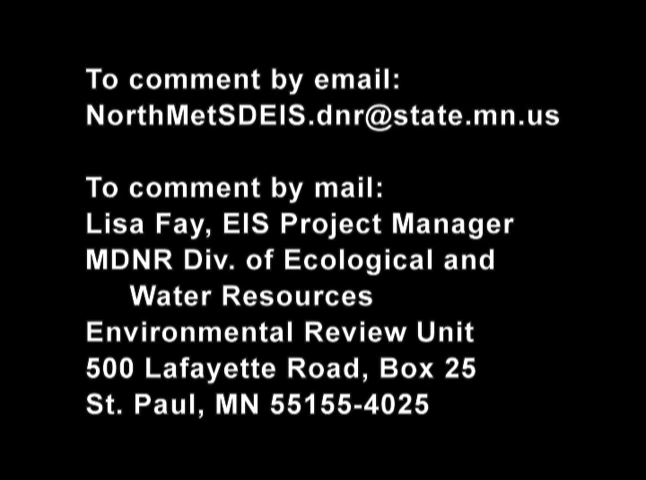 To comment by email:
NorthMetSDEIS.dnr@state.mn.us
To comment by mail:
Lisa Fay, EIS Project Manager
MDNR Div. of Ecological and
Water Resources
Environmental Review Unit
500 Lafayette Road, Box 25
St. Paul, MN 55155-4025